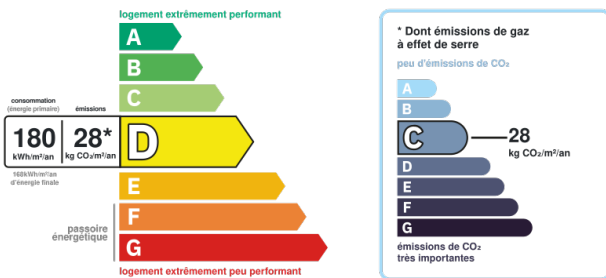 logement extrêmement performant
A
B
C
consommation
(énergie primaire)
émissions
180
kWh/m²/an
28*
kg CO₂/m²/an
D
168kWh/m²/an
d'énergie finale
E
F
G
passoire
énergétique
logement extrêmement peu performant
* Dont émissions de gaz
à effet de serre
peu d'émissions de CO₂
A
B
C
28
kg CO₂/m²/an
D
E
F
G
émissions de CO₂
très importantes